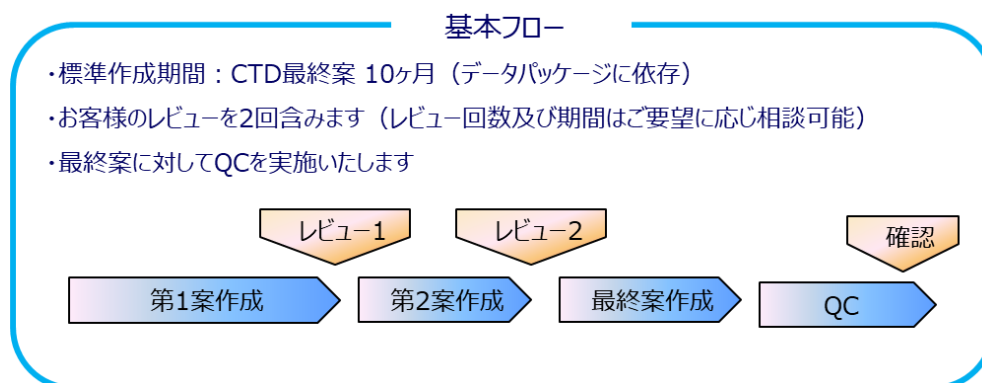 基本フロー
・標準作成期間：CTD最終案 10ヶ月（データパッケージに依存）
・お客様のレビューを2回含みます（レビュー回数及び期間はご要望に応じ相談可能）
・最終案に対してQCを実施いたします
レビュー1
レビュー2
確認
第1案作成
第2案作成
最終案作成
QC